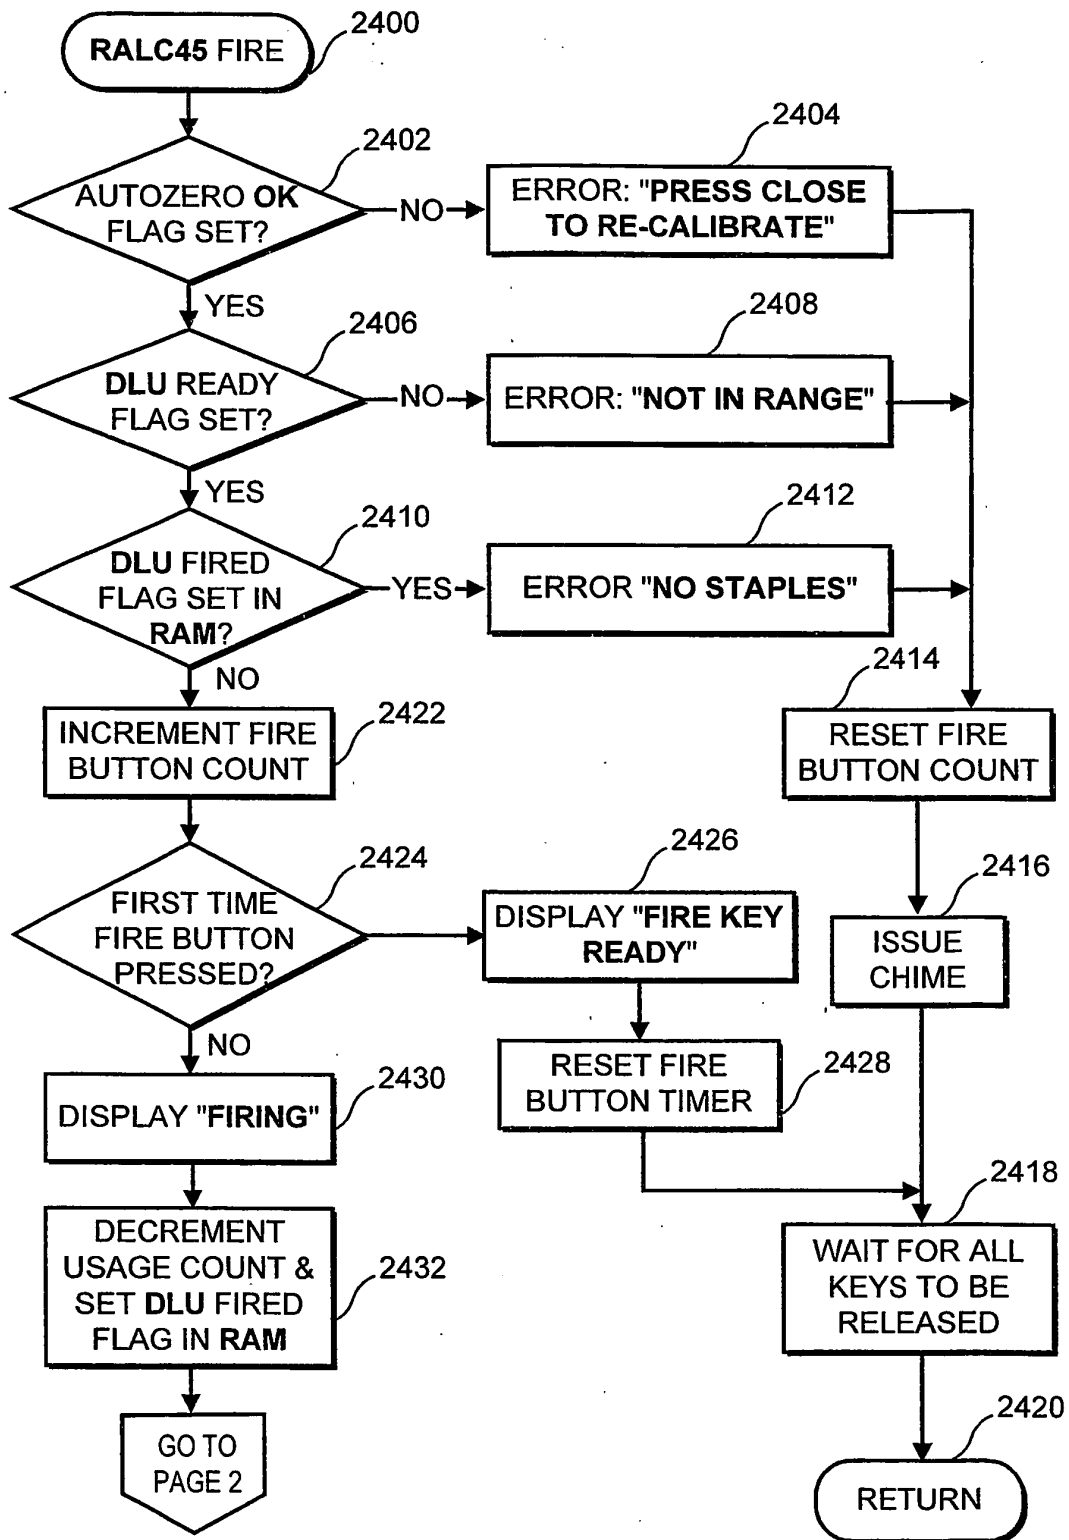 RALC45 FIRE
2400
AUTOZERO OK
FLAG SET?
2402
NO
ERROR: "PRESS CLOSE
TO RE-CALIBRATE"
2404
YES
DLU READY
FLAG SET?
2406
NO
ERROR: "NOT IN RANGE"
2408
YES
DLU FIRED
FLAG SET IN
RAM?
2410
YES
ERROR "NO STAPLES"
2412
NO
INCREMENT FIRE
BUTTON COUNT
2422
RESET FIRE
BUTTON COUNT
2414
FIRST TIME
FIRE BUTTON
PRESSED?
2424
DISPLAY "FIRE KEY
READY"
2426
ISSUE
CHIME
2416
NO
DISPLAY "FIRING"
2430
RESET FIRE
BUTTON TIMER
2428
DECREMENT
USAGE COUNT &
SET DLU FIRED
FLAG IN RAM
2432
WAIT FOR ALL
KEYS TO BE
RELEASED
2418
GO TO
PAGE 2
RETURN
2420